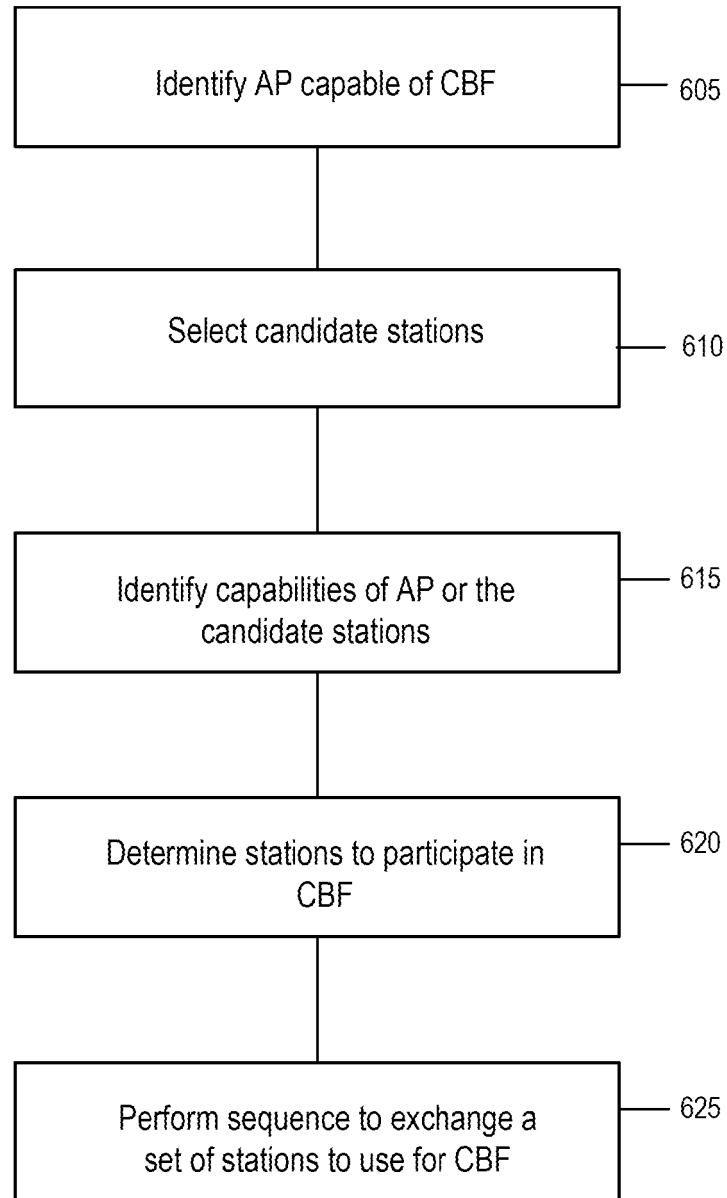 Identify AP capable of CBF
605
Select candidate stations
610
Identify capabilities of AP or the
candidate stations
615
Determine stations to participate in
CBF
620
Perform sequence to exchange a
set of stations to use for CBF
625